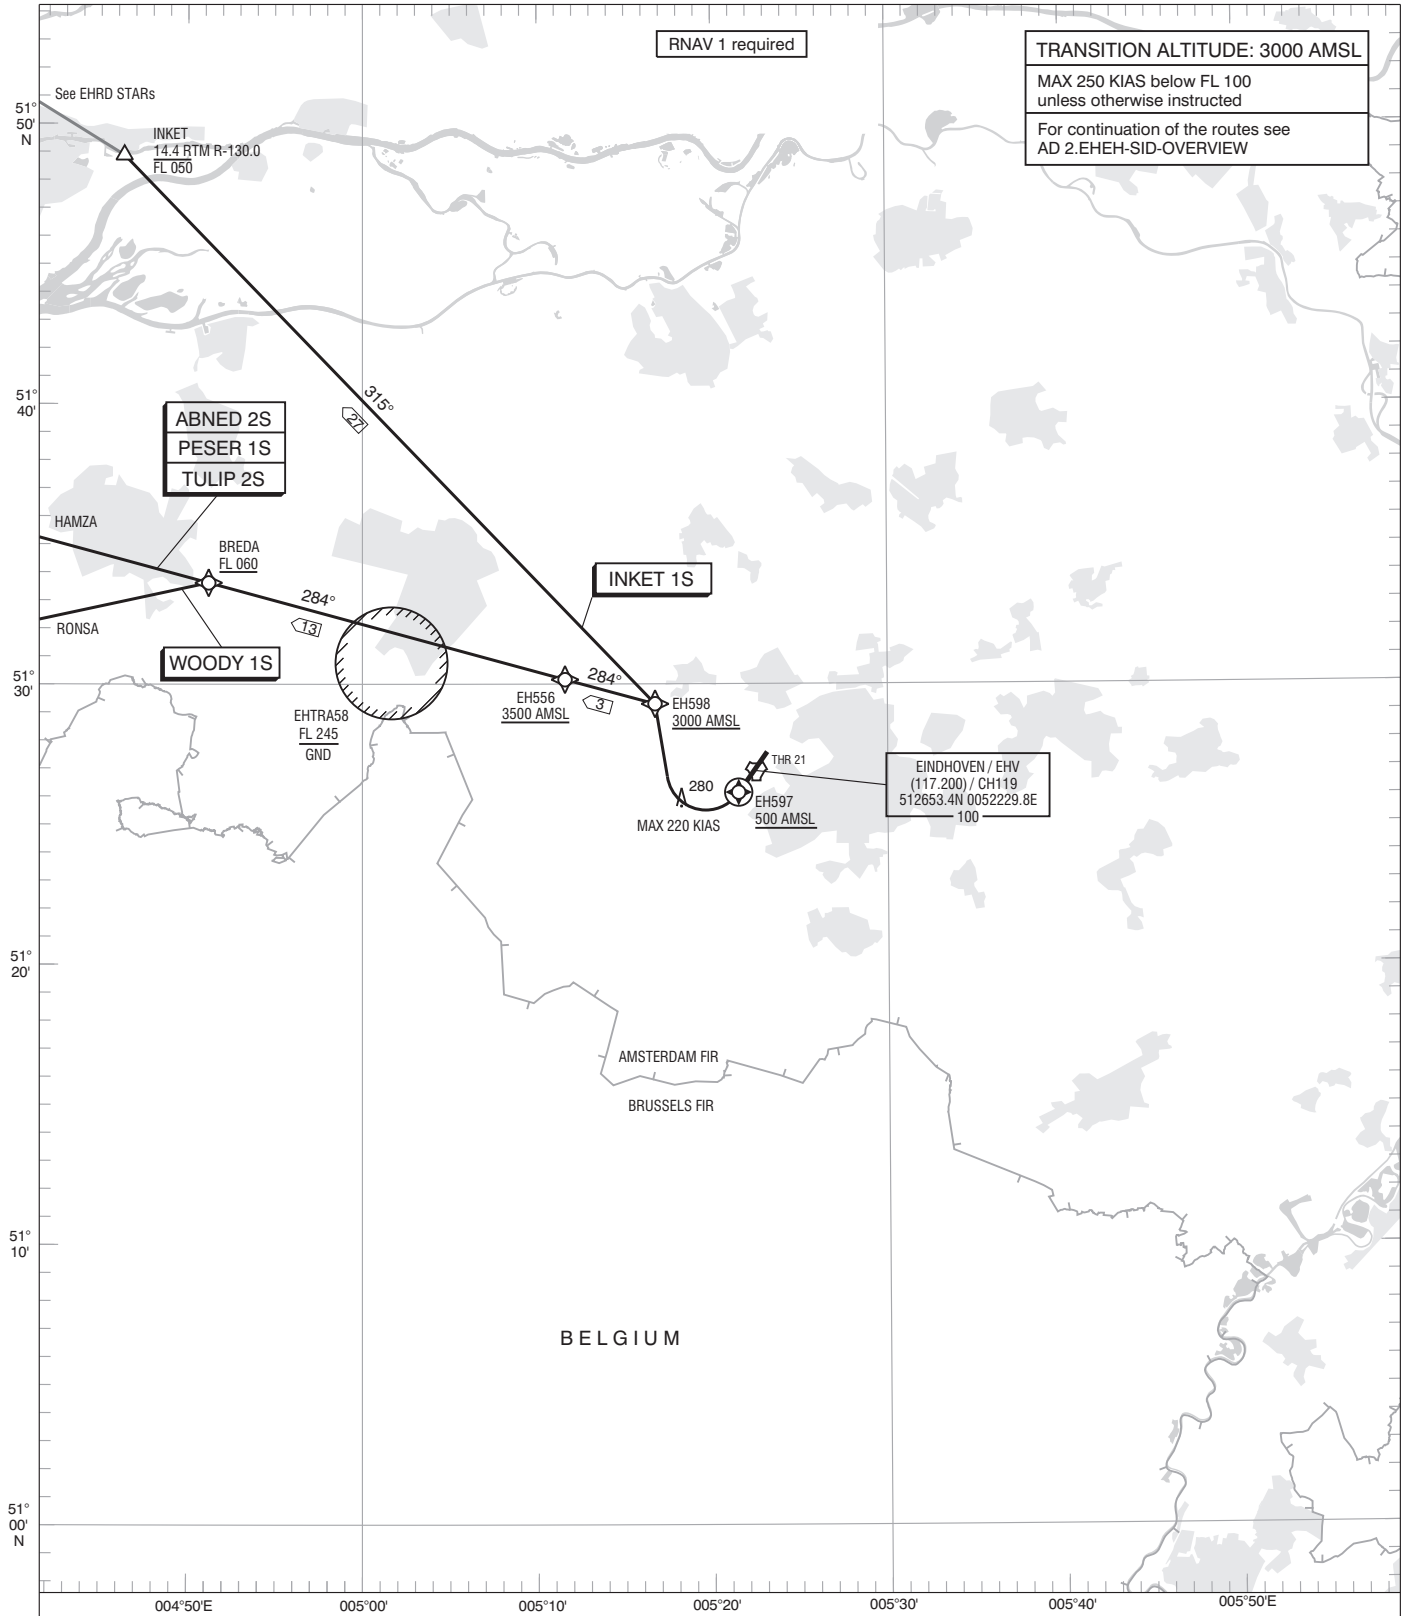 RNAV 1 required
TRANSITION ALTITUDE: 3000 AMSL
MAX 250 KIAS below FL 100
unless otherwise instructed
For continuation of the routes see
AD 2.EHEH-SID-OVERVIEW
See EHRD STARs
51°
50'
N
INKET
14.4 RTM R-130.0
FL 050
51°
40'
315°
27
ABNED 2S
PESER 1S
TULIP 2S
HAMZA
BREDA
FL 060
284°
13
INKET 1S
RONSA
WOODY 1S
51°
30'
284°
3
EH556
3500 AMSL
EH598
3000 AMSL
EHTRA58
FL 245
GND
THR 21
280
EH597
500 AMSL
MAX 220 KIAS
EINDHOVEN / EHV
(117.200) / CH119
512653.4N 0052229.8E
100
51°
20'
AMSTERDAM FIR
BRUSSELS FIR
51°
10'
BELGIUM
51°
00'
N
004°50'E
005°00'
005°10'
005°20'
005°30'
005°40'
005°50'E